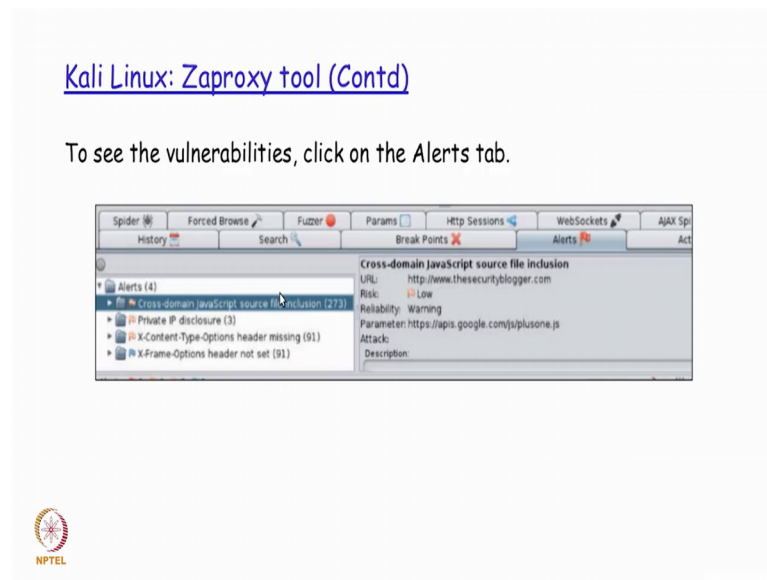 Kali Linux: Zaproxy tool (Contd)
To see the vulnerabilities, click on the Alerts tab.
Spider Forced Browse Fuzzer Params Http Sessions WebSockets AJAX Spi
History Search Break Points Alerts Act
Cross-domain JavaScript source file inclusion
URL: http://www.thesecurityblogger.com
Alerts (4)
Risk: Low
Cross-domain JavaScript source file inclusion (273)
Reliability: Warning
Private IP disclosure (3)
Parameter: https://apis.google.com/js/plusone.js
X-Content-Type-Options header missing (91)
Attack:
X-Frame-Options header not set (91)
Description:
NPTEL